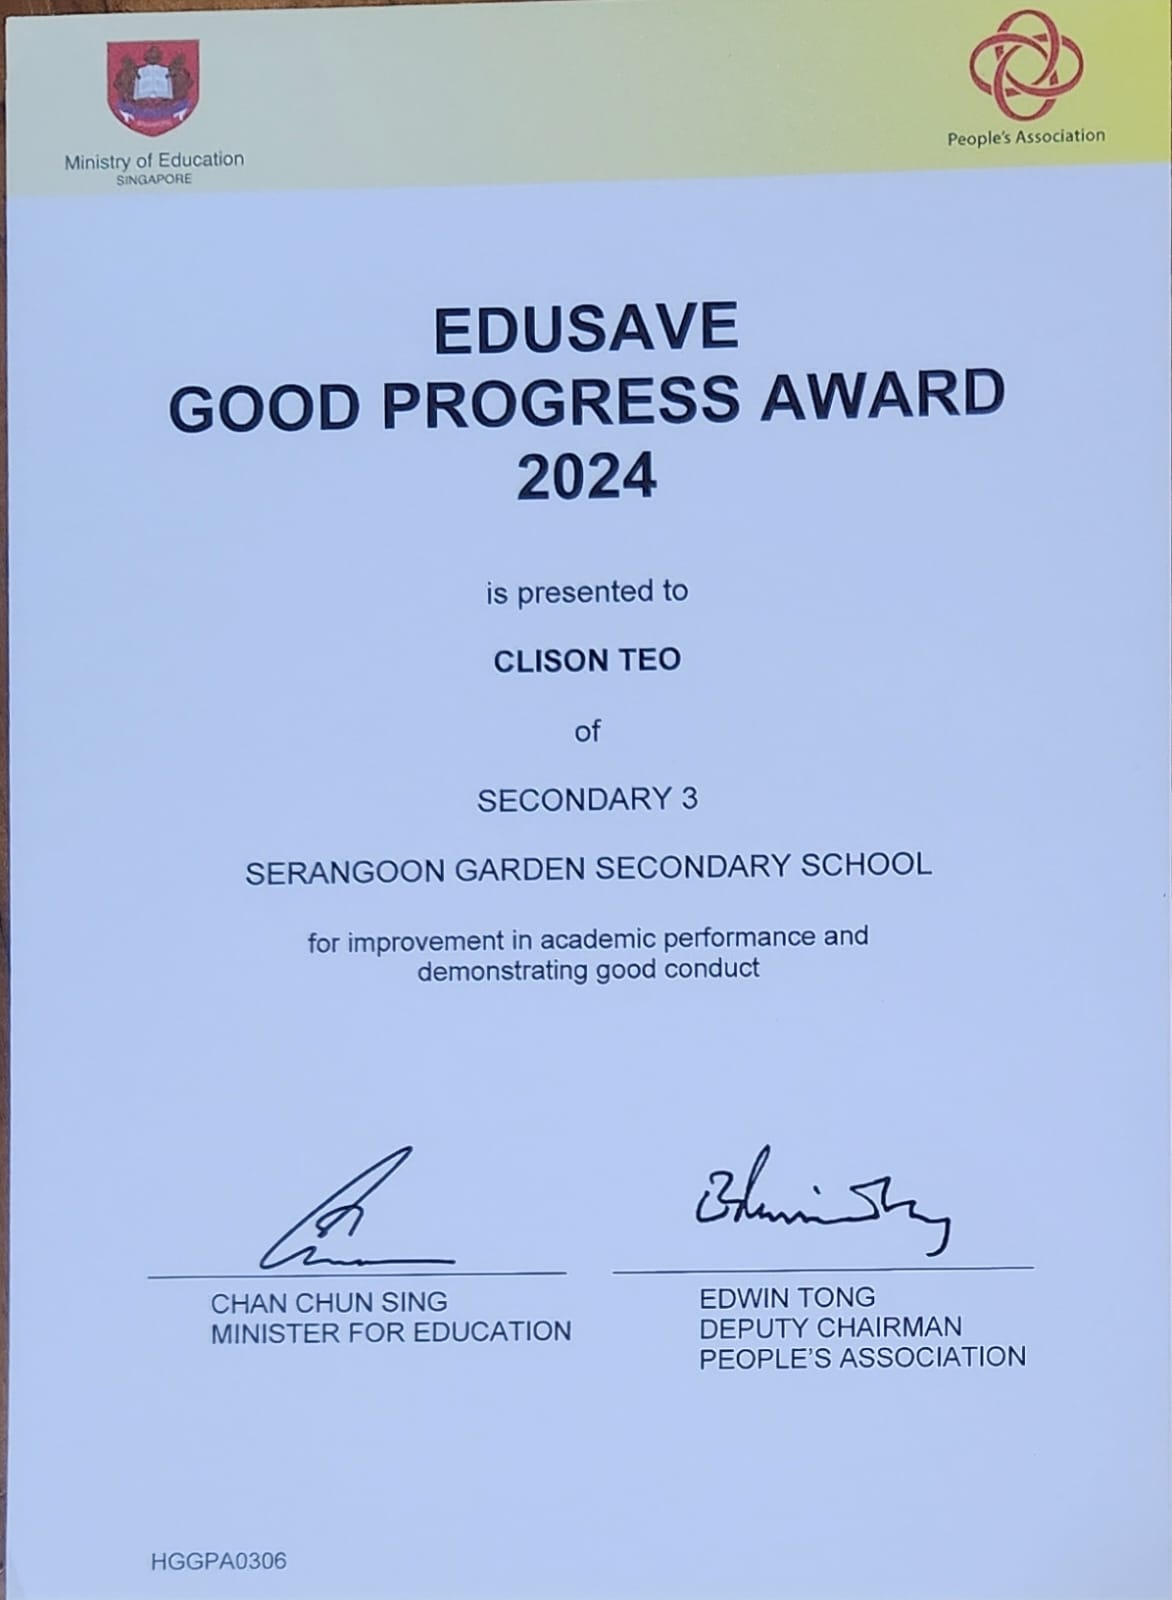 Ministry of Education
SINGAPORE
People's Association
EDUSAVE
GOOD PROGRESS AWARD
2024
is presented to
CLISON TEO
of
SECONDARY 3
SERANGOON GARDEN SECONDARY SCHOOL
for improvement in academic performance and
demonstrating good conduct
CHAN CHUN SING
MINISTER FOR EDUCATION
EDWIN TONG
DEPUTY CHAIRMAN
PEOPLE'S ASSOCIATION
HGGPA0306